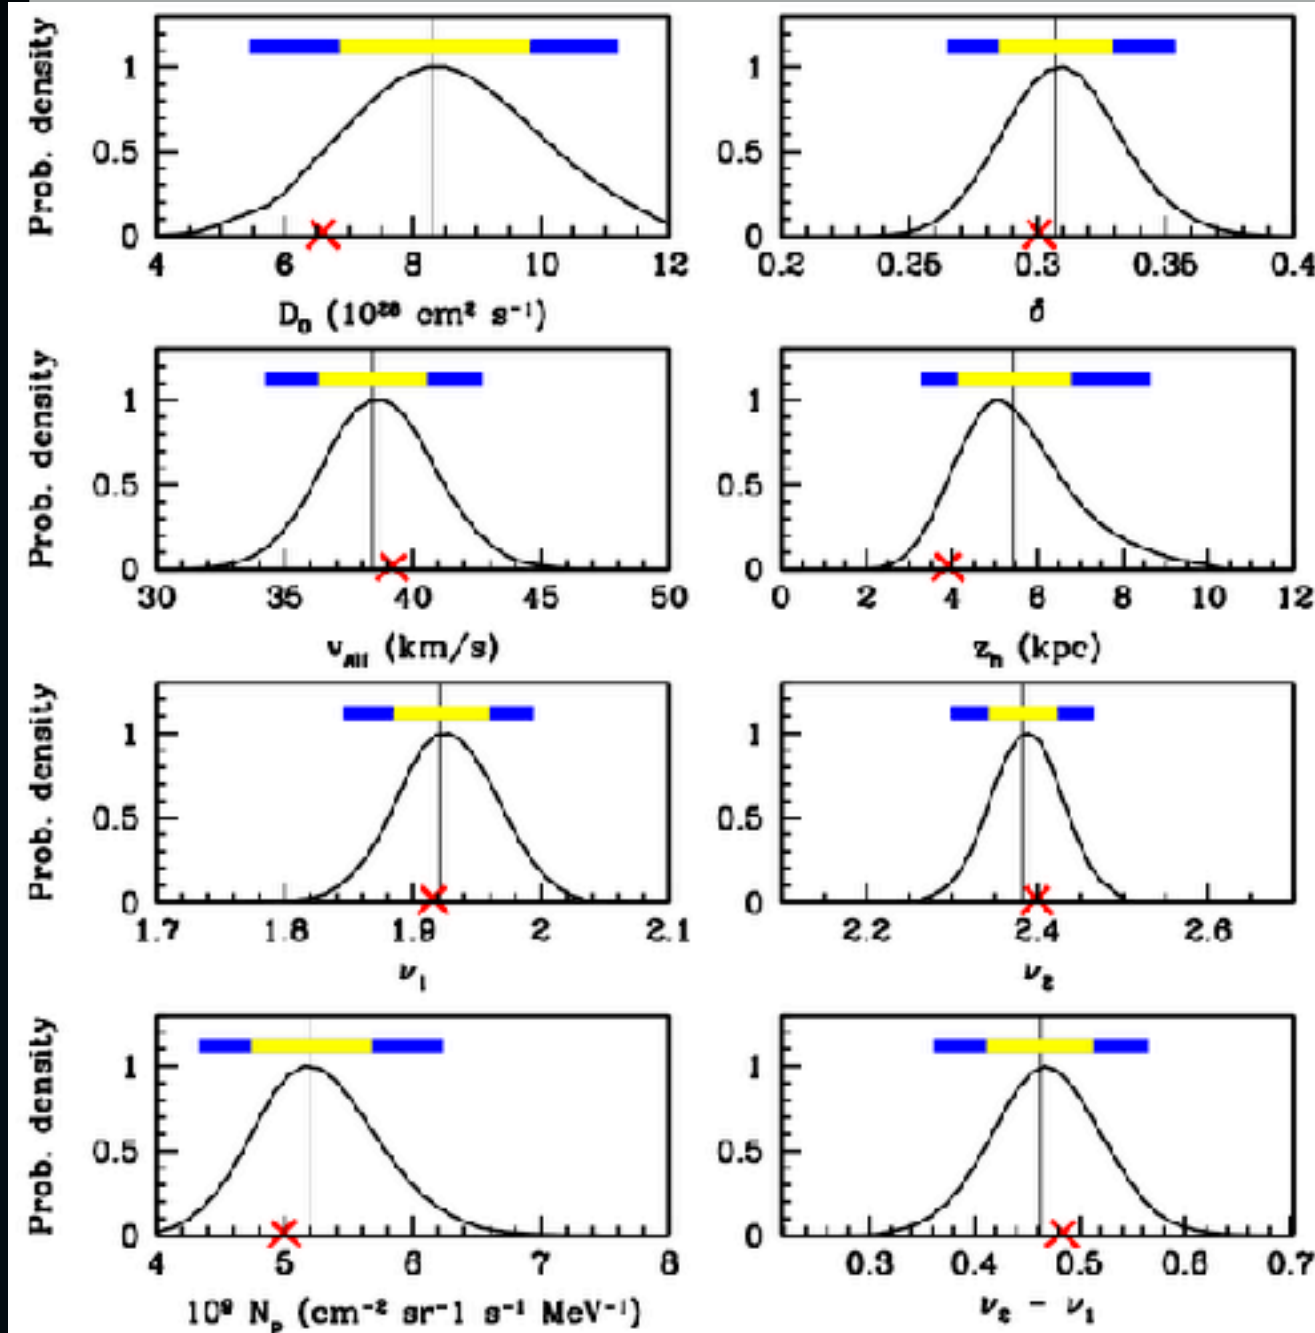 Prob. density
1
0.5
0
4 6 8 10 12
D₀ (10²⁸ cm² s⁻¹)
1
0.5
0
0.2 0.25 0.3 0.35 0.4
δ
Prob. density
1
0.5
0
30 35 40 45 50
v_Alf (km/s)
1
0.5
0
0 2 4 6 8 10 12
z_h (kpc)
Prob. density
1
0.5
0
1.7 1.8 1.9 2 2.1
ν₁
1
0.5
0
2.2 2.4 2.6
ν₂
Prob. density
1
0.5
0
4 5 6 7 8
10⁹ N_p (cm⁻² sr⁻1 s⁻¹ MeV⁻¹)
1
0.5
0
0.3 0.4 0.5 0.6 0.7
ν₂ − ν₁